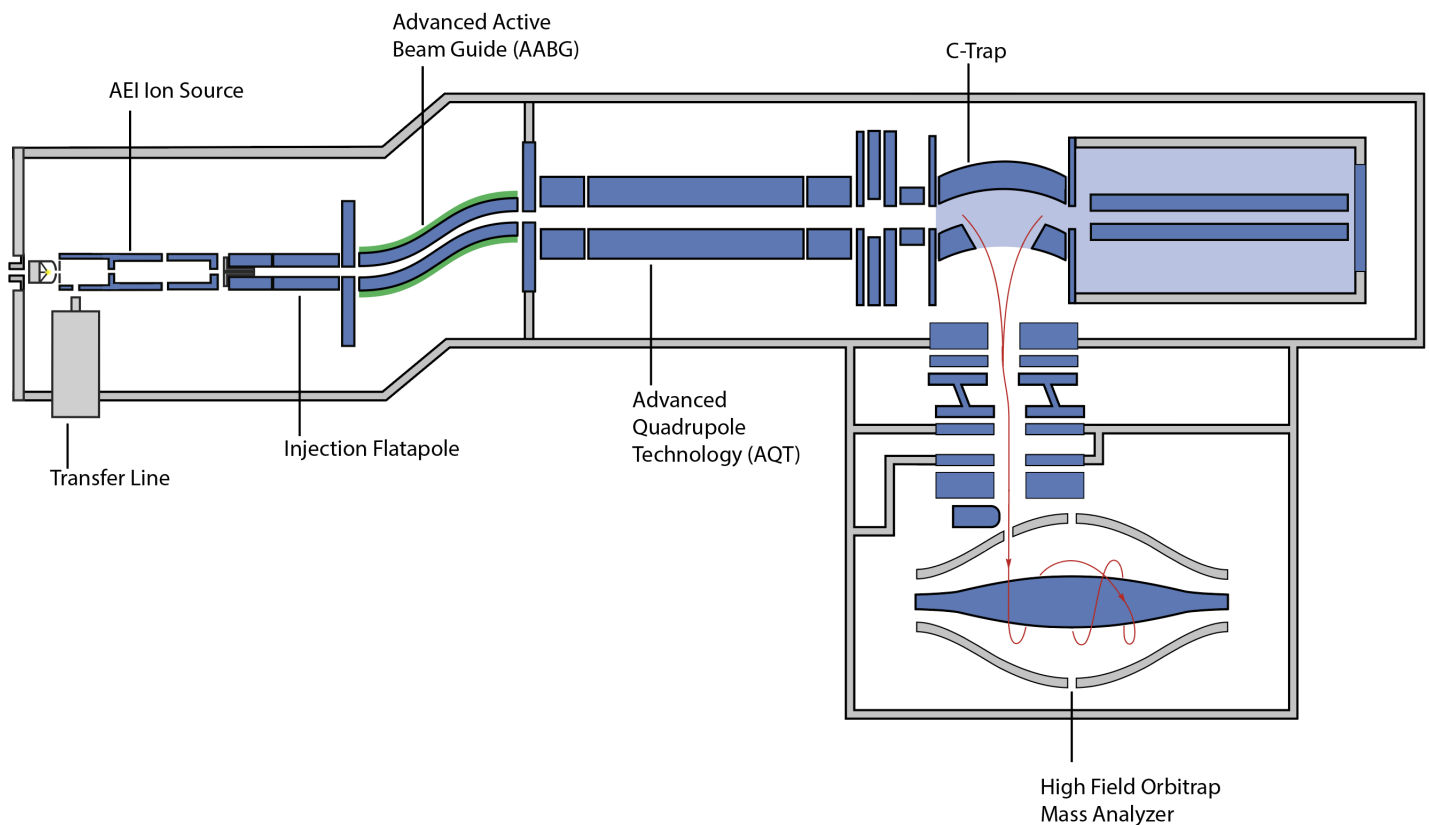 Advanced Active
Beam Guide (AABG)
C-Trap
AEI Ion Source
Advanced
Quadrupole
Technology (AQT)
Injection Flatapole
Transfer Line
High Field Orbitrap
Mass Analyzer